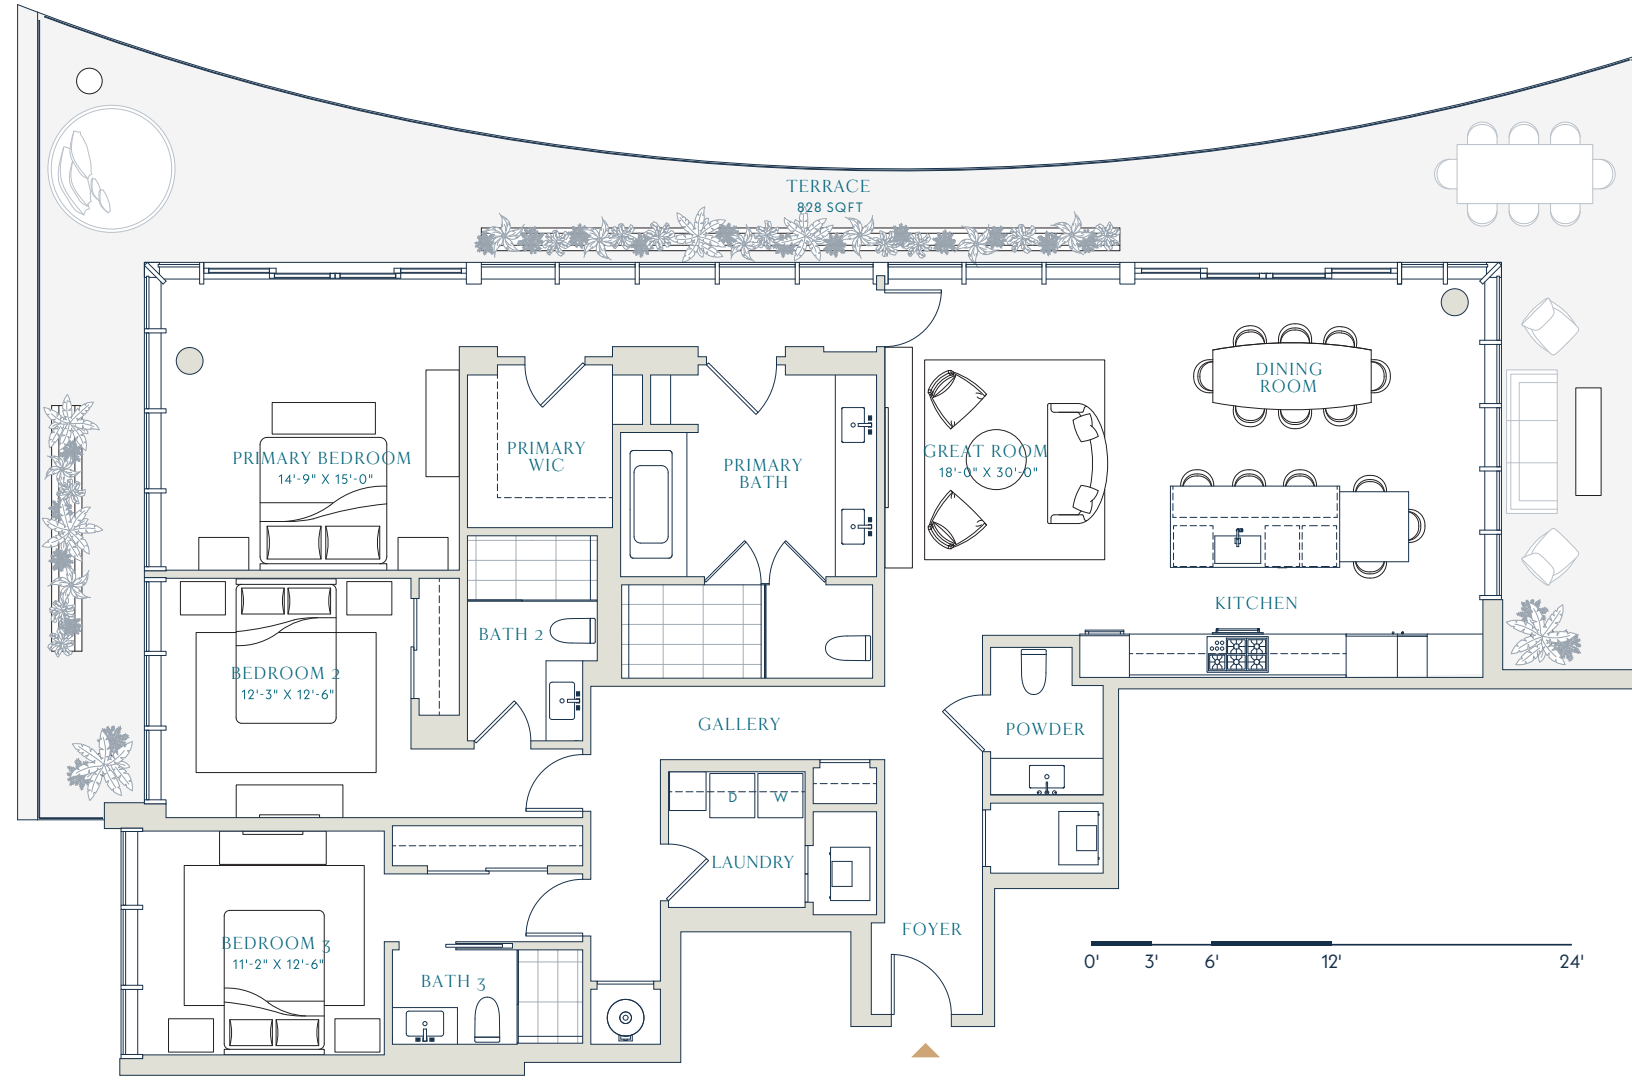 TERRACE
828 SQFT
DINING
ROOM
PRIMARY BEDROOM
14'-9" X 15'-0"
PRIMARY
WIC
PRIMARY
BATH
GREAT ROOM
18'-0" X 30'-0"
KITCHEN
BATH 2
BEDROOM 2
12'-3" X 12'-6"
GALLERY
POWDER
D
W
LAUNDRY
FOYER
BEDROOM 3
11'-2" X 12'-6"
BATH 3
0' 3' 6' 12' 24'